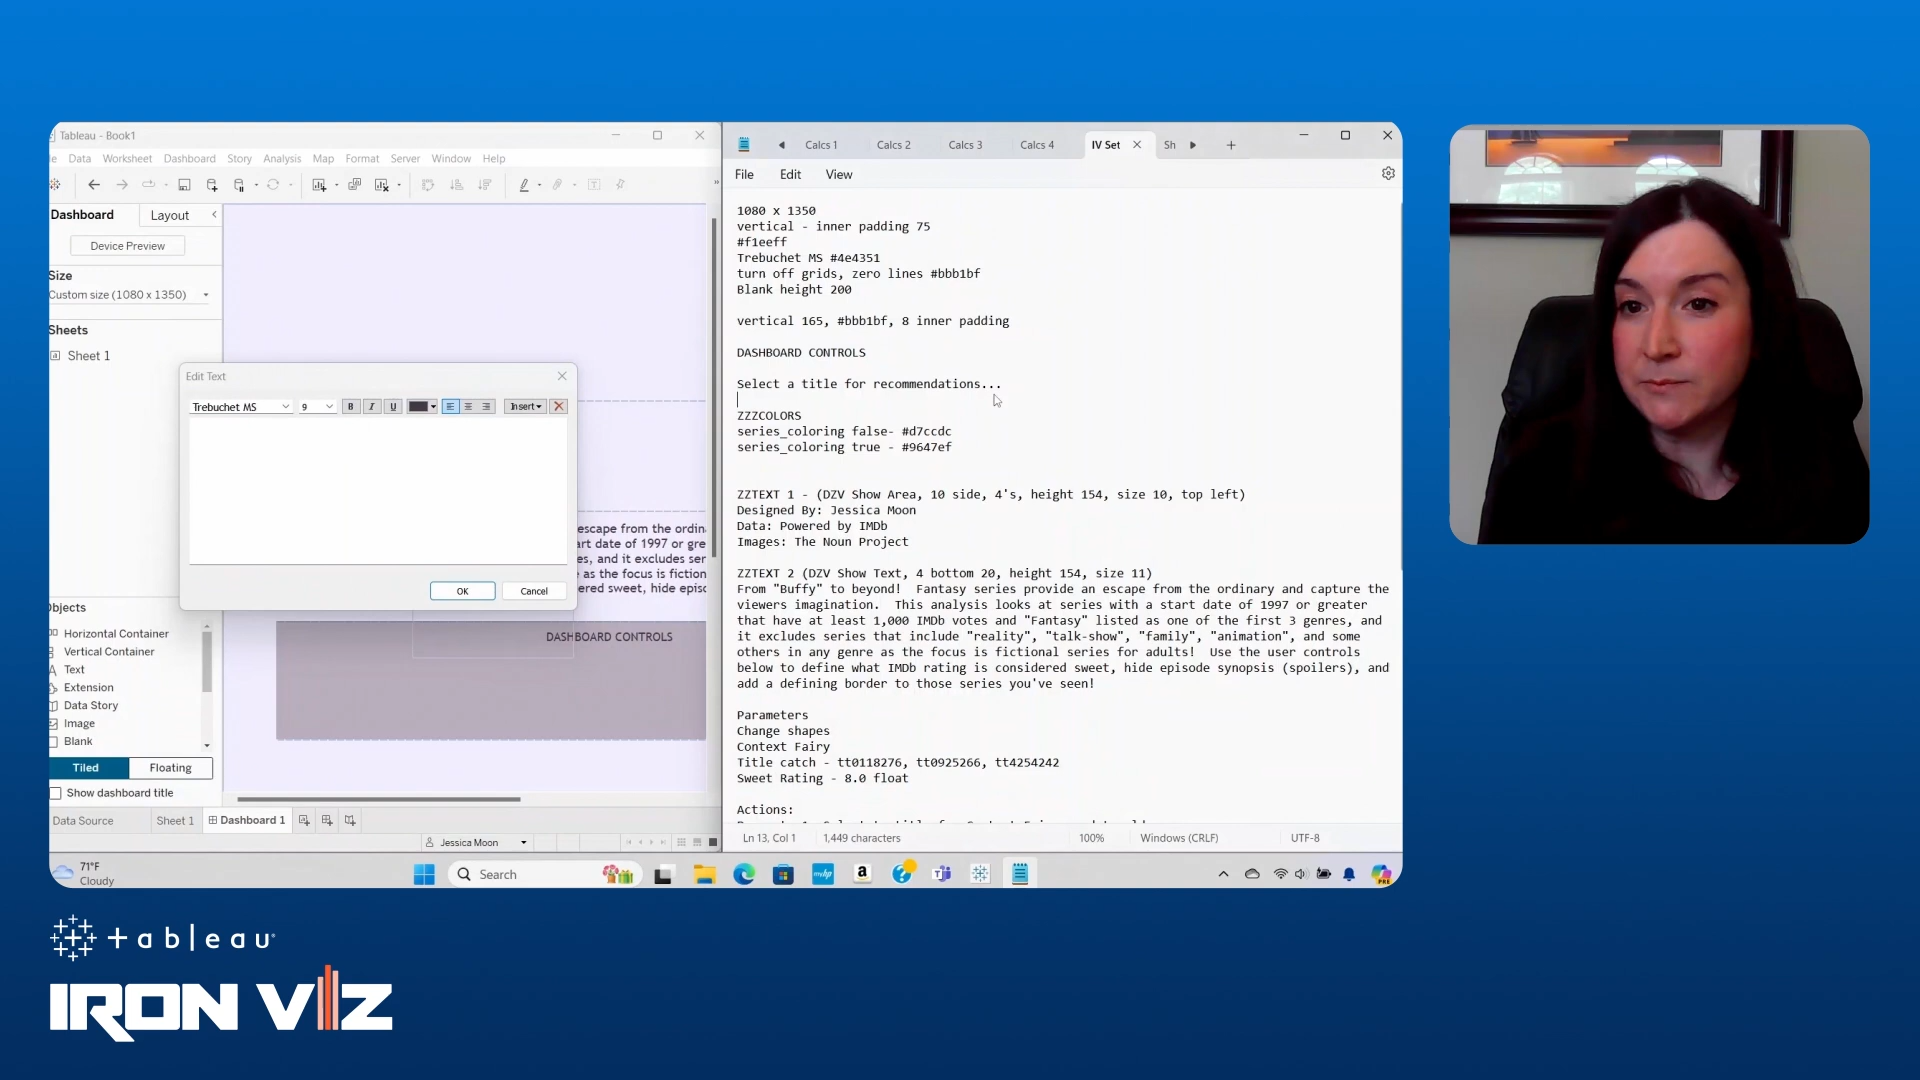 Tableau - Book1
Data Worksheet Dashboard Story Analysis Map Format Server Window Help
Dashboard Layout
Device Preview
Size
Custom size (1080 x 1350)
Sheets
Sheet 1
Edit Text
Trebuchet MS 9 B I U Insert
OK Cancel
escape from the ordin
art date of 1997 or gre
es, and it excludes ser
as the focus is fiction
ered sweet, hide episo
DASHBOARD CONTROLS
Objects
Horizontal Container
Vertical Container
Text
Extension
Data Story
Image
Blank
Tiled Floating
Show dashboard title
Data Source Sheet 1 Dashboard 1
Jessica Moon
Calcs 1 Calcs 2 Calcs 3 Calcs 4 IV Set Sh
File Edit View
1080 x 1350
vertical - inner padding 75
#f1eeff
Trebuchet MS #4e4351
turn off grids, zero lines #bbb1bf
Blank height 200
vertical 165, #bbb1bf, 8 inner padding
DASHBOARD CONTROLS
Select a title for recommendations...
ZZZCOLORS
series_coloring false- #d7ccdc
series_coloring true - #9647ef
ZZTEXT 1 - (DZV Show Area, 10 side, 4's, height 154, size 10, top left)
Designed By: Jessica Moon
Data: Powered by IMDb
Images: The Noun Project
ZZTEXT 2 (DZV Show Text, 4 bottom 20, height 154, size 11)
From "Buffy" to beyond!  Fantasy series provide an escape from the ordinary and capture the
viewers imagination.  This analysis looks at series with a start date of 1997 or greater
that have at least 1,000 IMDb votes and "Fantasy" listed as one of the first 3 genres, and
it excludes series that include "reality", "talk-show", "family", "animation", and some
others in any genre as the focus is fictional series for adults!  Use the user controls
below to define what IMDb rating is considered sweet, hide episode synopsis (spoilers), and
add a defining border to those series you've seen!
Parameters
Change shapes
Context Fairy
Title catch - tt0118276, tt0925266, tt4254242
Sweet Rating - 8.0 float
Actions:
Ln 13, Col 1 1,449 characters 100% Windows (CRLF) UTF-8
71°F
Cloudy
Search
myhp
a
PRE
+ableau
IRON VIZ